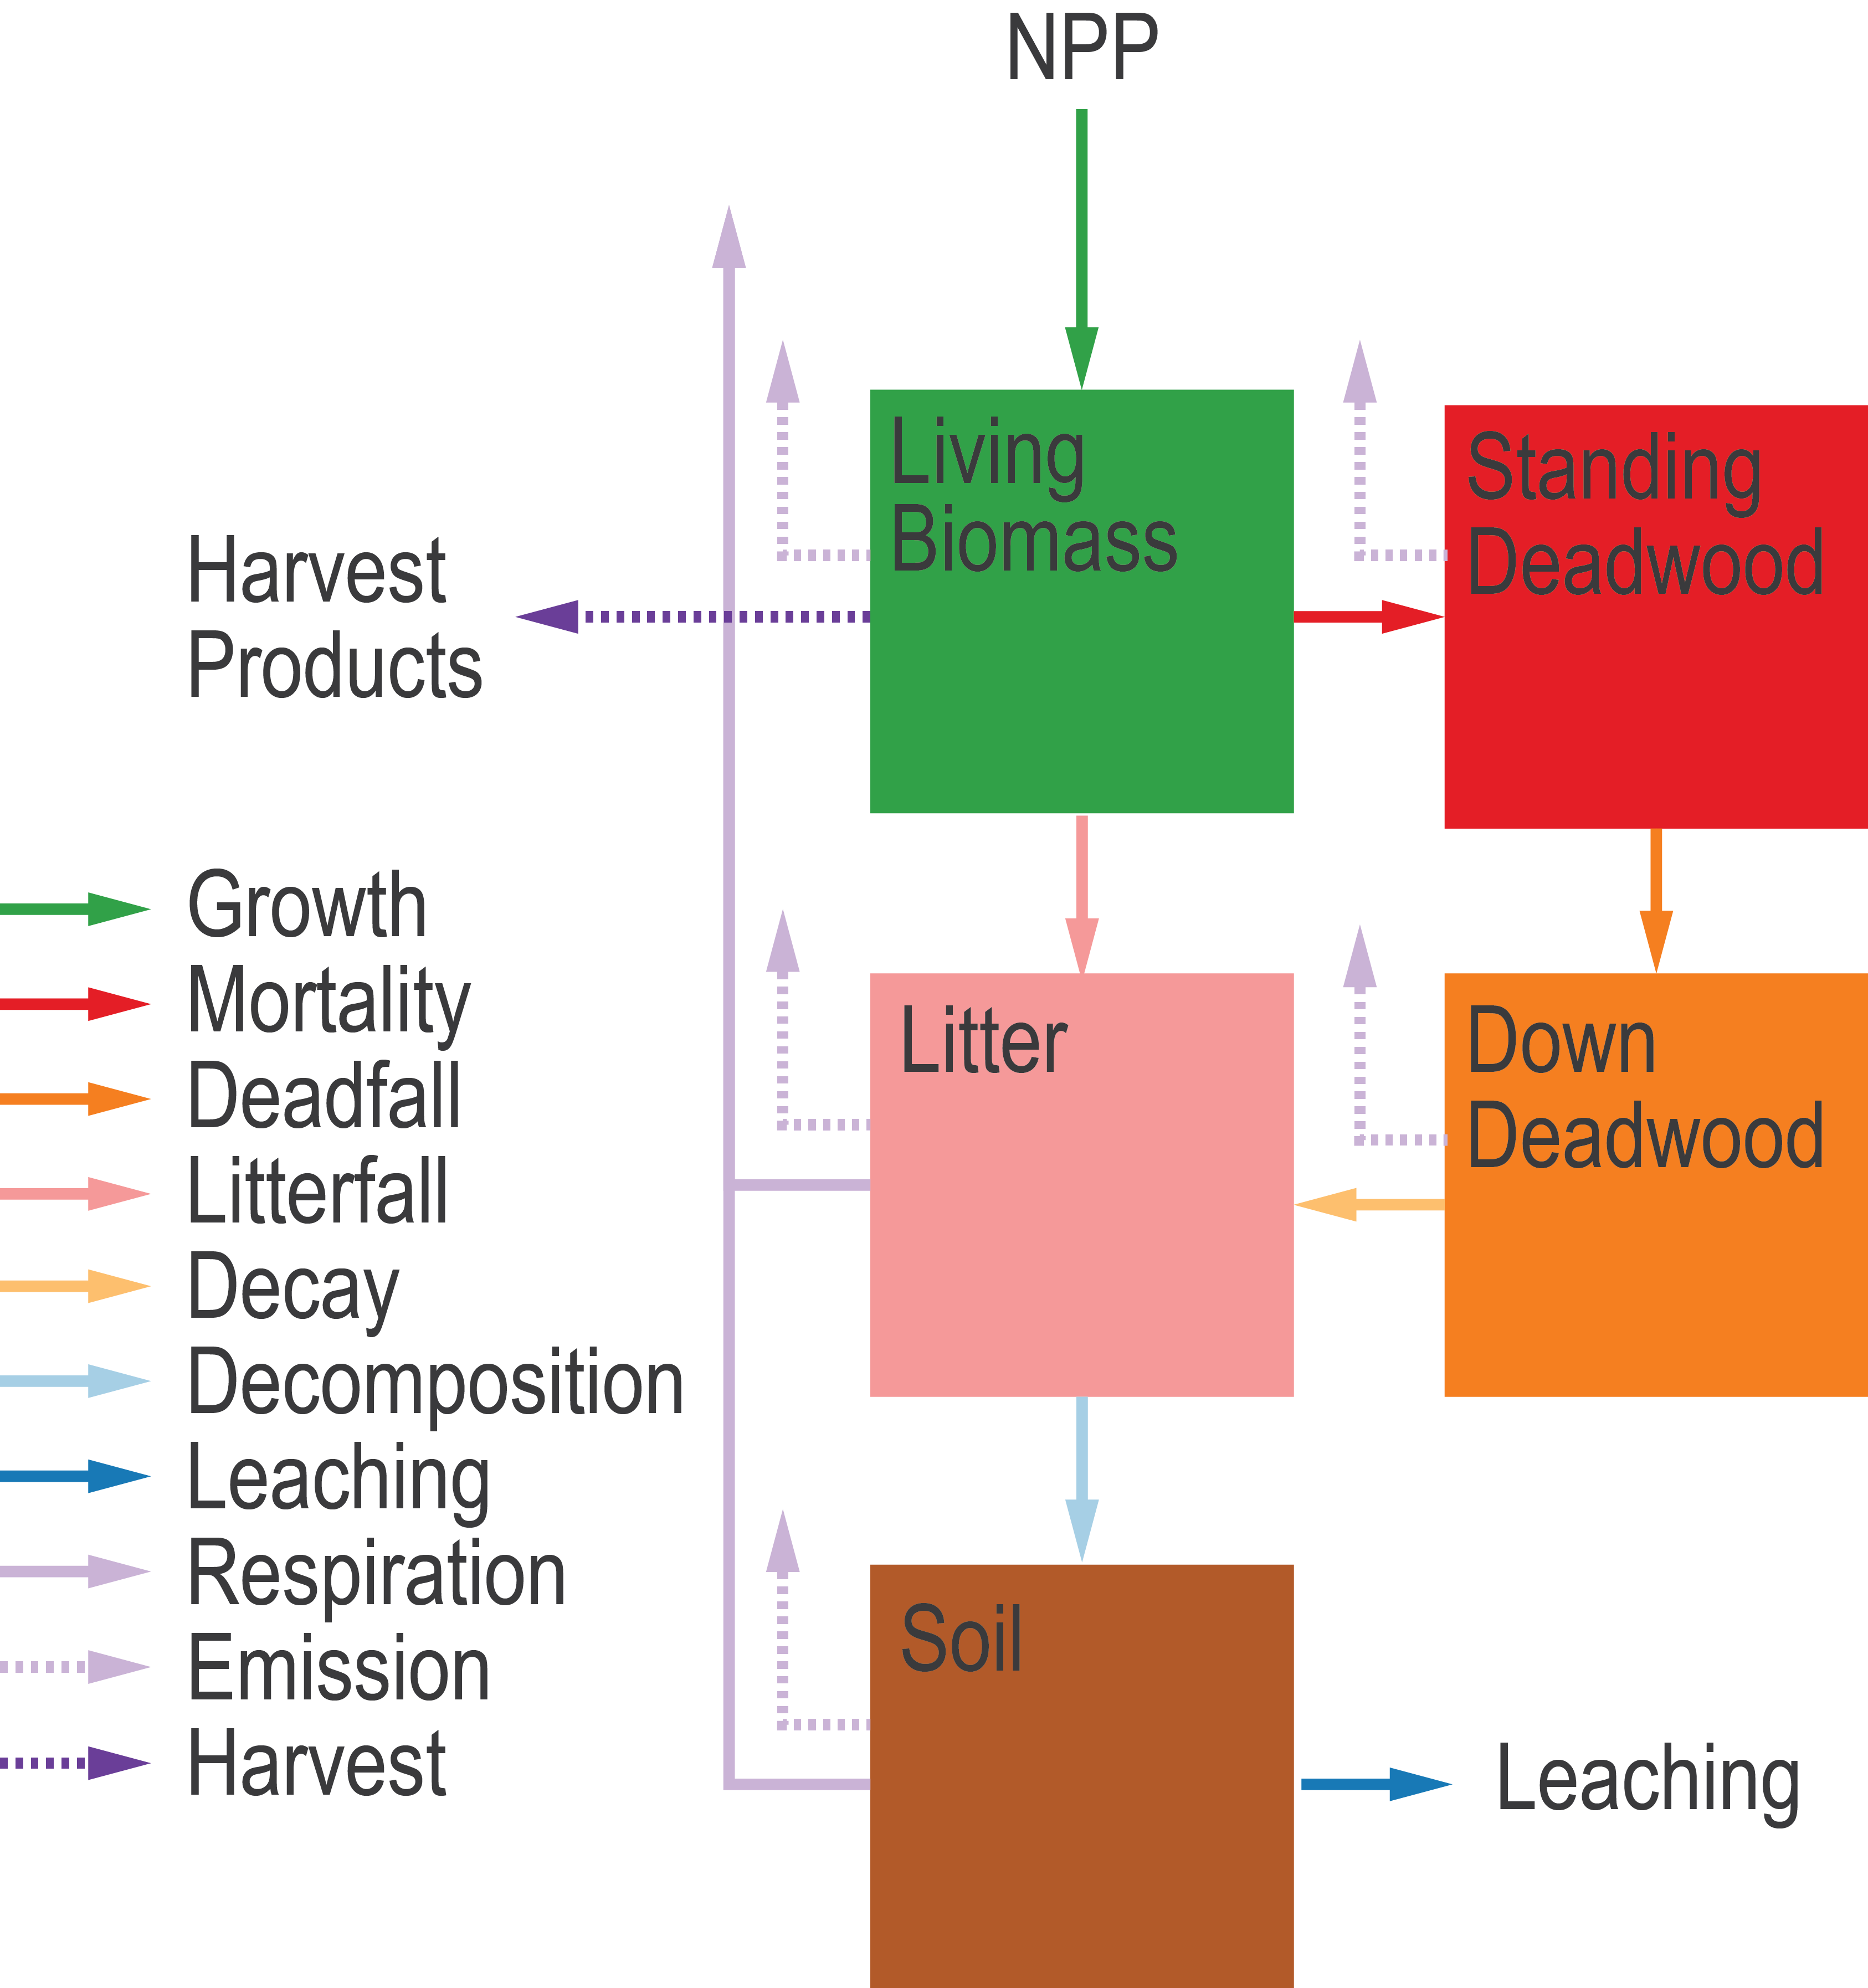 NPP
Living
Biomass
Standing
Deadwood
Harvest
Products
Growth
Mortality
Deadfall
Litterfall
Decay
Decomposition
Leaching
Respiration
Emission
Harvest
Litter
Down
Deadwood
Soil
Leaching